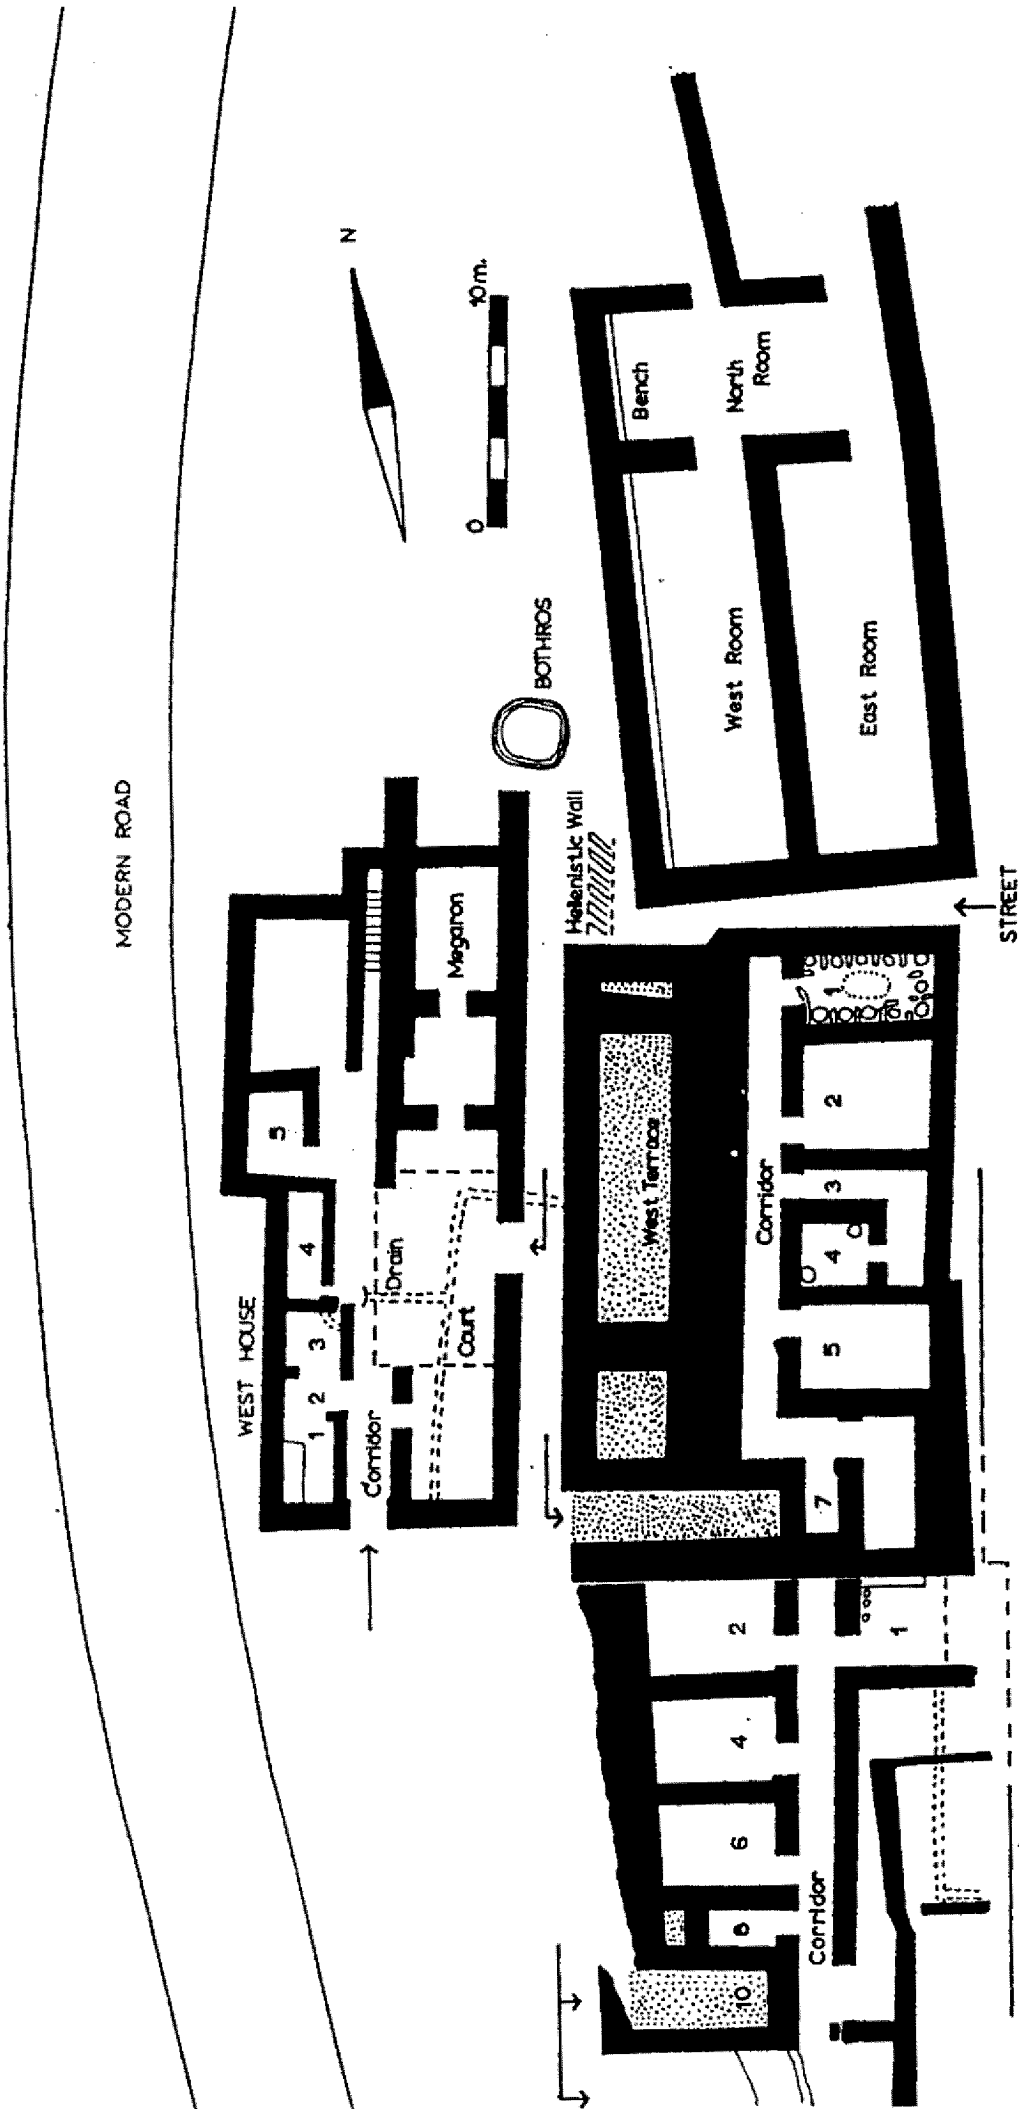 MODERN ROAD
N
0
10m.
BOTHROS
Bench
North
Room
West Room
East Room
Hellenistic Wall
STREET
WEST HOUSE
1
2
3
4
5
Corridor
Court
Drain
Megaron
West Terrace
Corridor
1
2
3
4
5
7
1
2
4
6
8
10
Corridor